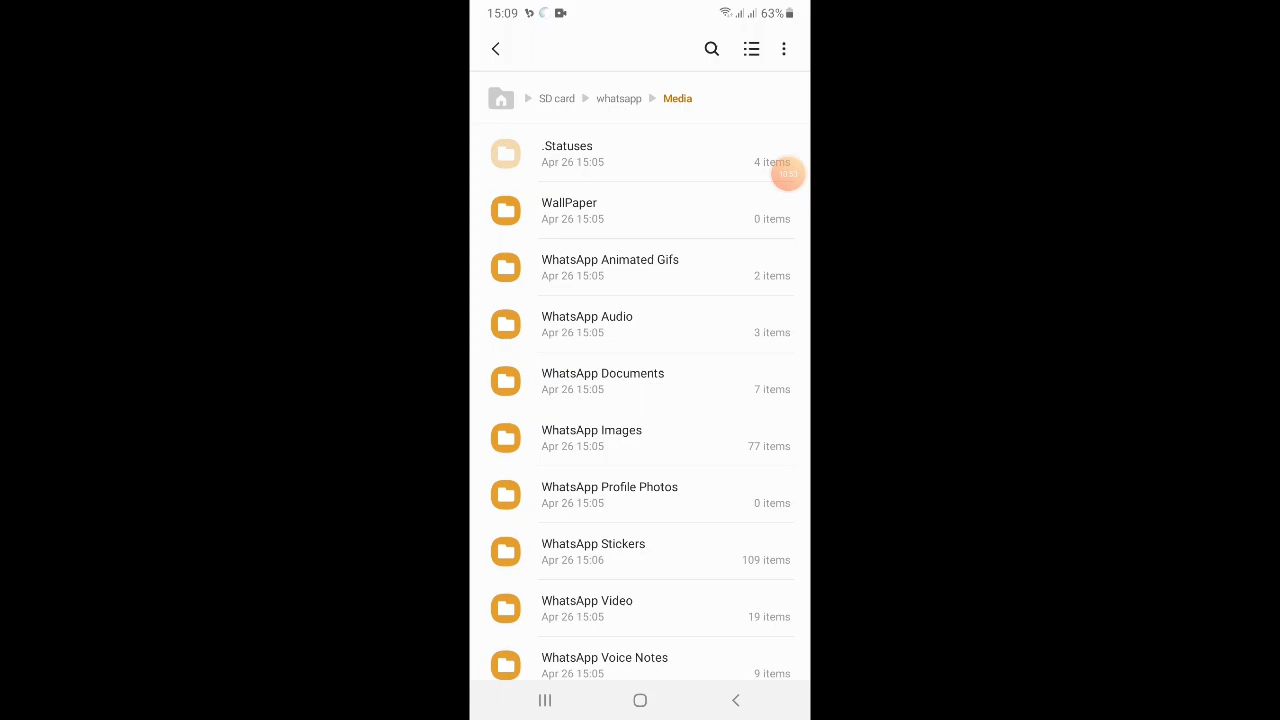 15:09 63%
SD card whatsapp Media
.Statuses
Apr 26 15:05 4 items
10:53
WallPaper
Apr 26 15:05 0 items
WhatsApp Animated Gifs
Apr 26 15:05 2 items
WhatsApp Audio
Apr 26 15:05 3 items
WhatsApp Documents
Apr 26 15:05 7 items
WhatsApp Images
Apr 26 15:05 77 items
WhatsApp Profile Photos
Apr 26 15:05 0 items
WhatsApp Stickers
Apr 26 15:06 109 items
WhatsApp Video
Apr 26 15:05 19 items
WhatsApp Voice Notes
Apr 26 15:05 9 items